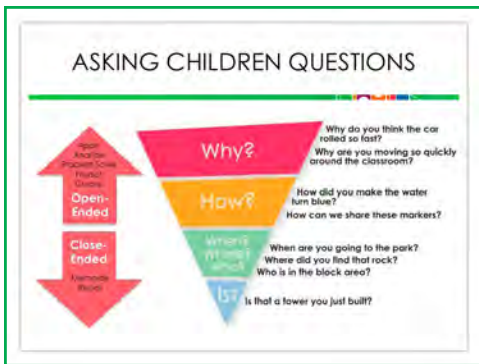 ASKING CHILDREN QUESTIONS
Apply
Analyze
Problem Solve
Predict
Create
Open-
Ended
Close-
Ended
Memorize
Recall
Why?
How?
When?
Where?
Who?
Is?
Why do you think the car
rolled so fast?
Why are you moving so quickly
around the classroom?
How did you make the water
turn blue?
How can we share these markers?
When are you going to the park?
Where did you find that rock?
Who is in the block area?
Is that a tower you just built?